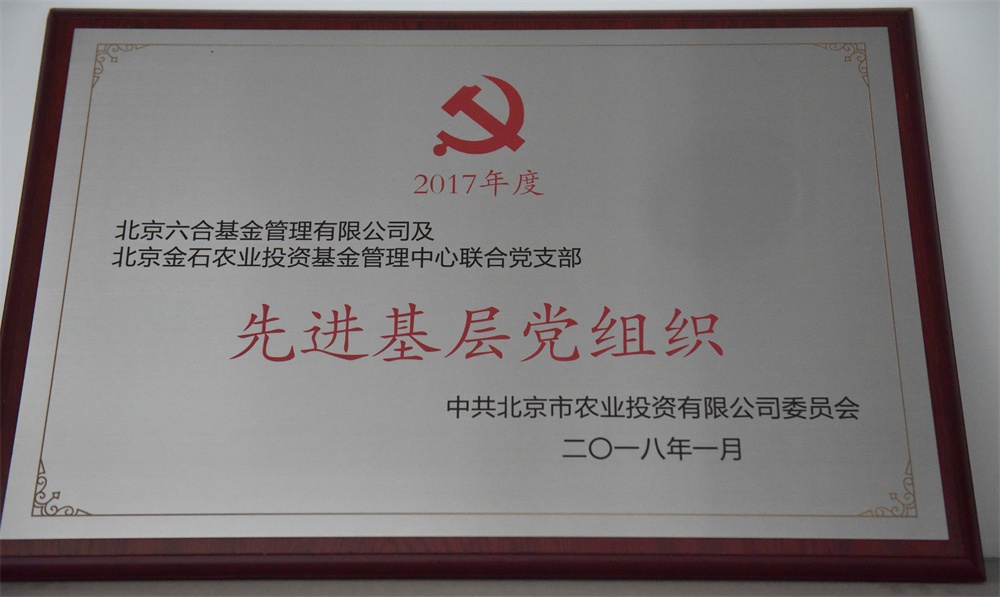 2017年度
北京六合基金管理有限公司及
北京金石农业投资基金管理中心联合党支部
先进基层党组织
中共北京市农业投资有限公司委员会
二〇一八年一月